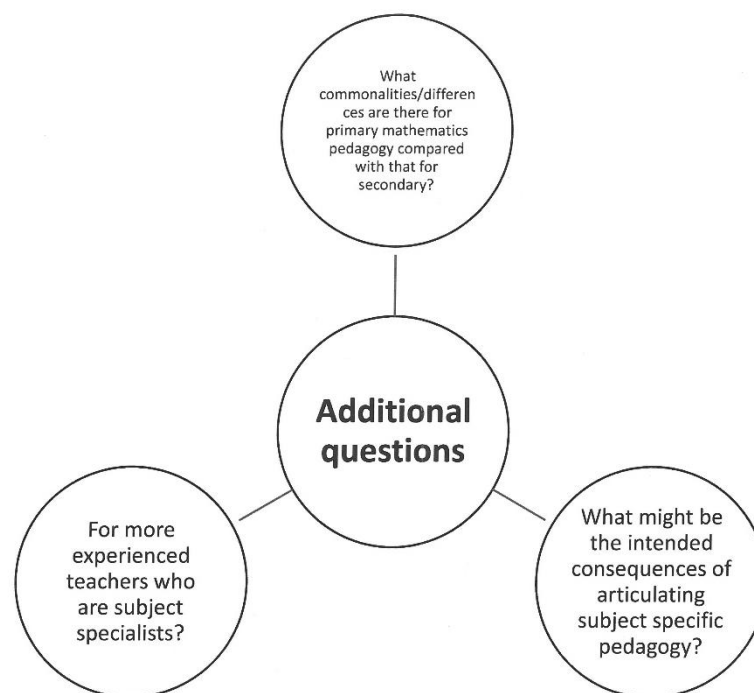 What
commonalities/differen
ces are there for
primary mathematics
pedagogy compared
with that for
secondary?
Additional
questions
For more
experienced
teachers who
are subject
specialists?
What might be
the intended
consequences of
articulating
subject specific
pedagogy?